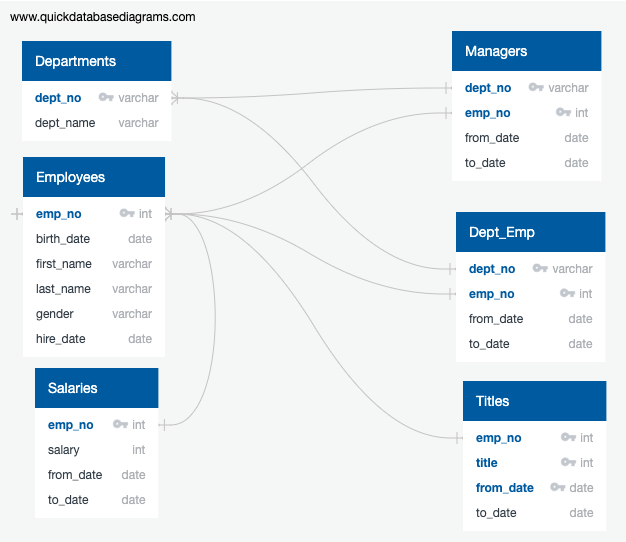 www.quickdatabasediagrams.com
Departments
dept_no varchar
dept_name varchar
Employees
emp_no int
birth_date date
first_name varchar
last_name varchar
gender varchar
hire_date date
Salaries
emp_no int
salary int
from_date date
to_date date
Managers
dept_no varchar
emp_no int
from_date date
to_date date
Dept_Emp
dept_no varchar
emp_no int
from_date date
to_date date
Titles
emp_no int
title int
from_date date
to_date date